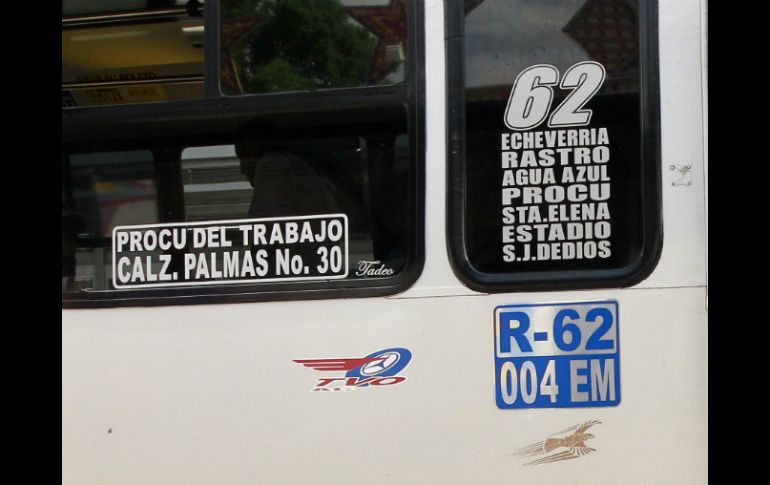 62
ECHEVERRIA
RASTRO
AGUA AZUL
PROCU
STA.ELENA
ESTADIO
S.J.DEDIOS
PROCU DEL TRABAJO
CALZ. PALMAS No. 30
Tadeo
R-62
004 EM
TVO